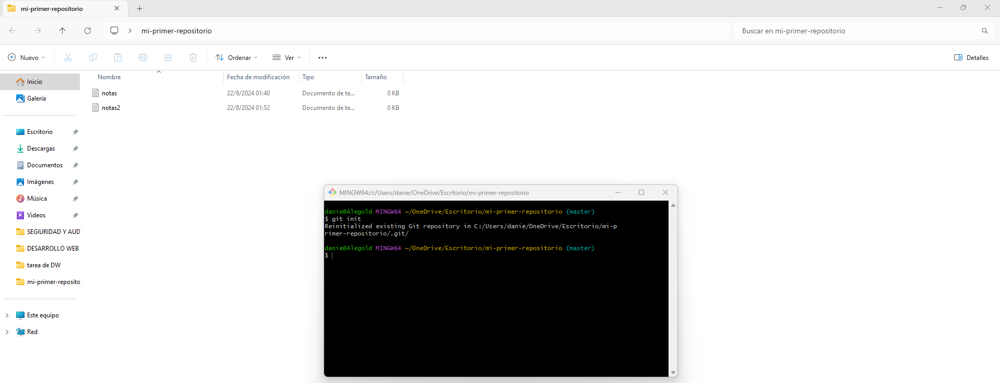 mi-primer-repositorio
mi-primer-repositorio
Buscar en mi-primer-repositorio
Nuevo
Ordenar
Ver
Detalles
Nombre Fecha de modificación Tipo Tamaño
notas 22/8/2024 01:40 Documento de te... 0 KB
notas2 22/8/2024 01:52 Documento de te... 0 KB
Inicio
Galería
Escritorio
Descargas
Documentos
Imágenes
Música
Videos
SEGIURIDAD Y AUD
DESARROLLO WEB
tarea de DW
mi-primer-reposito
Este equipo
Red
MINGW64:/c/Users/danie/OneDrive/Escritorio/mi-primer-repositorio
danie@Alegold MINGW64 ~/OneDrive/Escritorio/mi-primer-repositorio (master)
$ git init
Reinitialized existing Git repository in C:/Users/danie/OneDrive/Escritorio/mi-p
rimer-repositorio/.git/
danie@Alegold MINGW64 ~/OneDrive/Escritorio/mi-primer-repositorio (master)
$